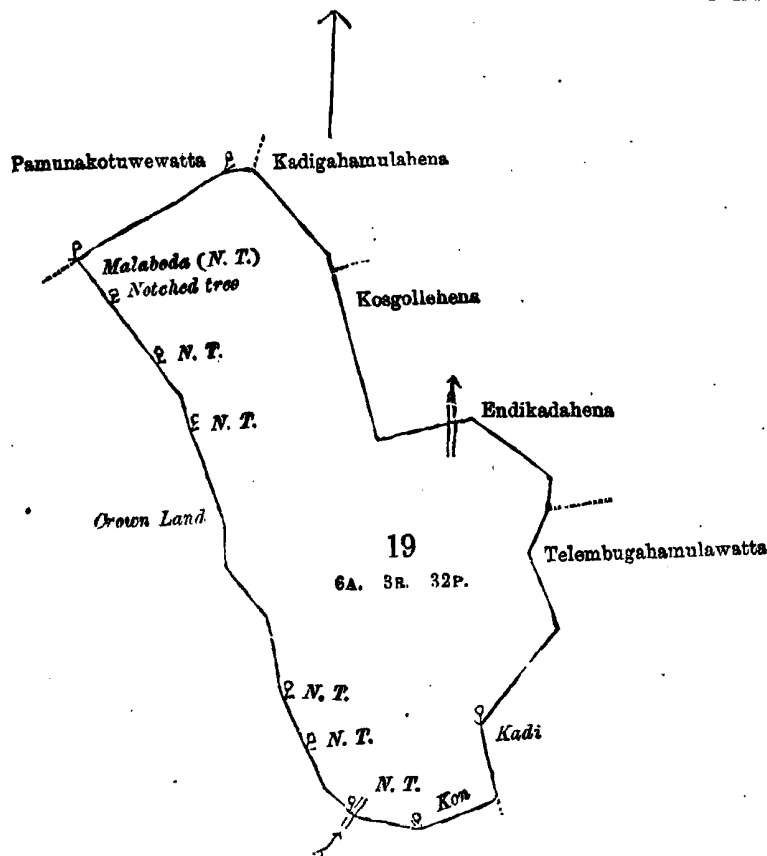 Pamunakotuwewatta Kadigahamulahena
Malaboda (N. T.)
Notched tree
Kosgollehena
N. T.
Endikadahena
N. T.
Crown Land
19
Telembugahamulawatta
6A. 3R. 32P.
N. T.
Kadi
N. T.
N. T.
Kon